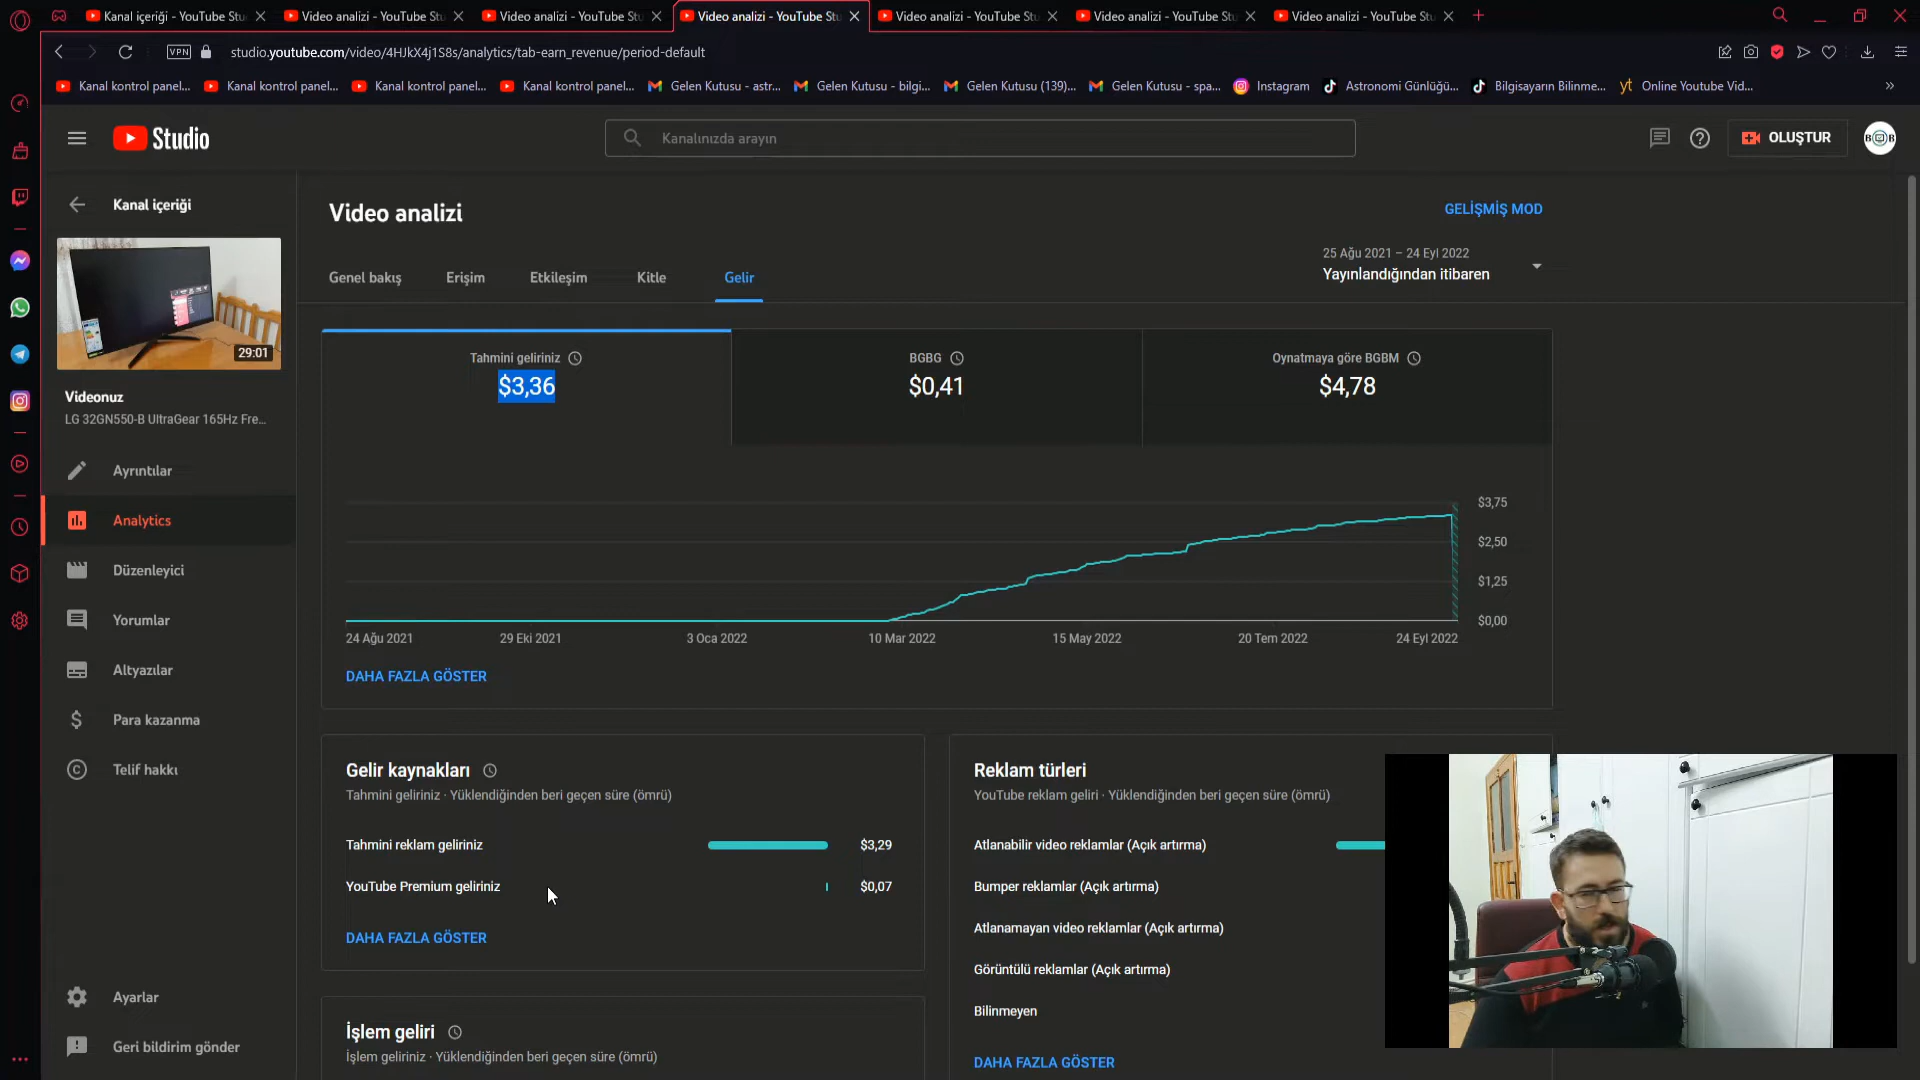 Kanal içeriği - YouTube Stu
Video analizi - YouTube Stu
Video analizi - YouTube Stu
Video analizi - YouTube Stu
Video analizi - YouTube Stu
Video analizi - YouTube Stu
Video analizi - YouTube Stu
VPN
studio.youtube.com/video/4HJkX4j1S8s/analytics/tab-earn_revenue/period-default
Kanal kontrol panel...
Kanal kontrol panel...
Kanal kontrol panel...
Kanal kontrol panel...
Gelen Kutusu - astr...
Gelen Kutusu - bilgi...
Gelen Kutusu (139)...
Gelen Kutusu - spa...
Instagram
Astronomi Günlüğü...
Bilgisayarın Bilinme...
yt Online Youtube Vid...
Studio
Kanalınızda arayın
OLUŞTUR
Kanal içeriği
29:01
Videonuz
LG 32GN550-B UltraGear 165Hz Fre...
Ayrıntılar
Analytics
Düzenleyici
Yorumlar
Altyazılar
Para kazanma
Telif hakkı
Ayarlar
Geri bildirim gönder
Video analizi
GELİŞMİŞ MOD
25 Ağu 2021 – 24 Eyl 2022
Yayınlandığından itibaren
Genel bakış
Erişim
Etkileşim
Kitle
Gelir
Tahmini geliriniz
$3,36
BGBG
$0,41
Oynatmaya göre BGBM
$4,78
$3,75
$2,50
$1,25
$0,00
24 Ağu 2021
29 Eki 2021
3 Oca 2022
10 Mar 2022
15 May 2022
20 Tem 2022
24 Eyl 2022
DAHA FAZLA GÖSTER
Gelir kaynakları
Tahmini geliriniz · Yüklendiğinden beri geçen süre (ömrü)
Tahmini reklam geliriniz
$3,29
YouTube Premium geliriniz
$0,07
DAHA FAZLA GÖSTER
İşlem geliri
İşlem geliriniz · Yüklendiğinden beri geçen süre (ömrü)
Reklam türleri
YouTube reklam geliri · Yüklendiğinden beri geçen süre (ömrü)
Atlanabilir video reklamlar (Açık artırma)
Bumper reklamlar (Açık artırma)
Atlanamayan video reklamlar (Açık artırma)
Görüntülü reklamlar (Açık artırma)
Bilinmeyen
DAHA FAZLA GÖSTER